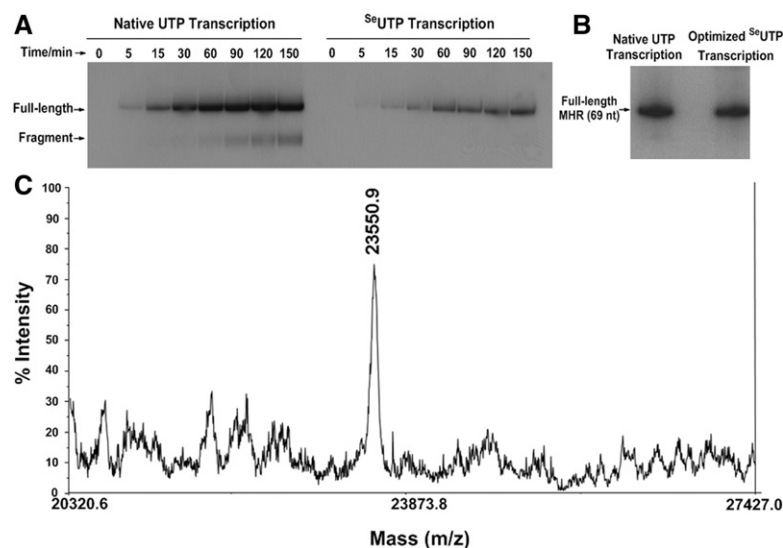 A
Native UTP Transcription
SeUTP Transcription
Time/min 0 5 15 30 60 90 120 150 0 5 15 30 60 90 120 150
Full-length
Fragment
B
Native UTP Optimized SeUTP
Transcription Transcription
Full-length
MHR (69 nt)
C
% Intensity
100
90
80
70
60
50
40
30
20
10
0
23550.9
20320.6 23873.8 27427.0
Mass (m/z)